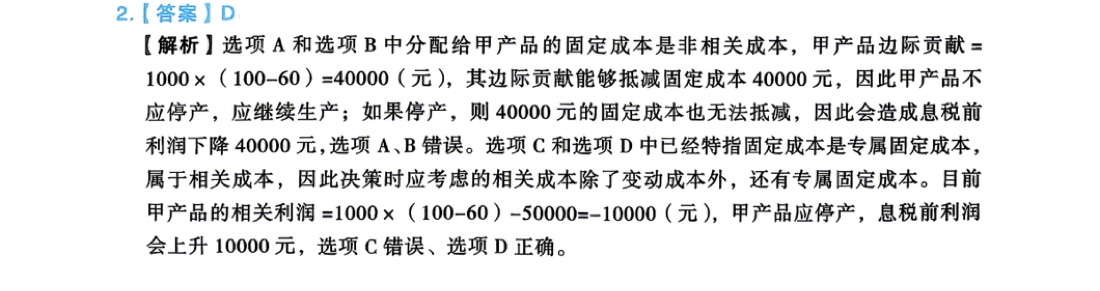 2.【答案】D
【解析】选项 A 和选项 B 中分配给甲产品的固定成本是非相关成本，甲产品边际贡献 =
1000 ×（100–60）=40000（元），其边际贡献能够抵减固定成本 40000 元，因此甲产品不
应停产，应继续生产；如果停产，则 40000 元的固定成本也无法抵减，因此会造成息税前
利润下降 40000 元，选项 A、B 错误。选项 C 和选项 D 中已经特指固定成本是专属固定成本，
属于相关成本，因此决策时应考虑的相关成本除了变动成本外，还有专属固定成本。目前
甲产品的相关利润 =1000 ×（100–60）–50000=–10000（元），甲产品应停产，息税前利润
会上升 10000 元，选项 C 错误、选项 D 正确。